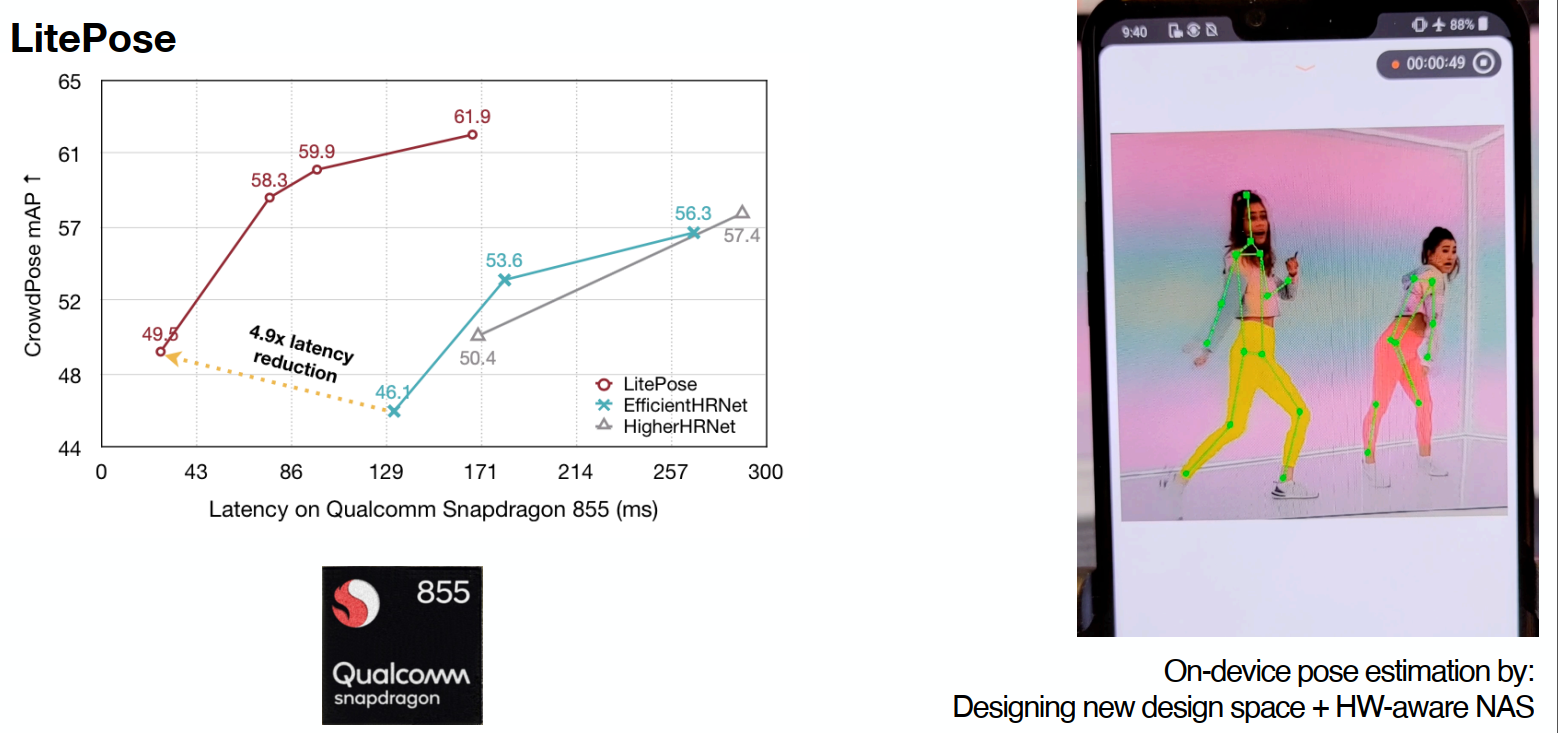 LitePose
65
61
57
52
48
44
CrowdPose mAP ↑
61.9
59.9
58.3
49.5
56.3
57.4
53.6
50.4
46.1
4.9x latency
reduction
LitePose
EfficientHRNet
HigherHRNet
0 43 86 129 171 214 257 300
Latency on Qualcomm Snapdragon 855 (ms)
855
Qualcomm
snapdragon
9:40 88%
00:00:49
On-device pose estimation by:
Designing new design space + HW-aware NAS